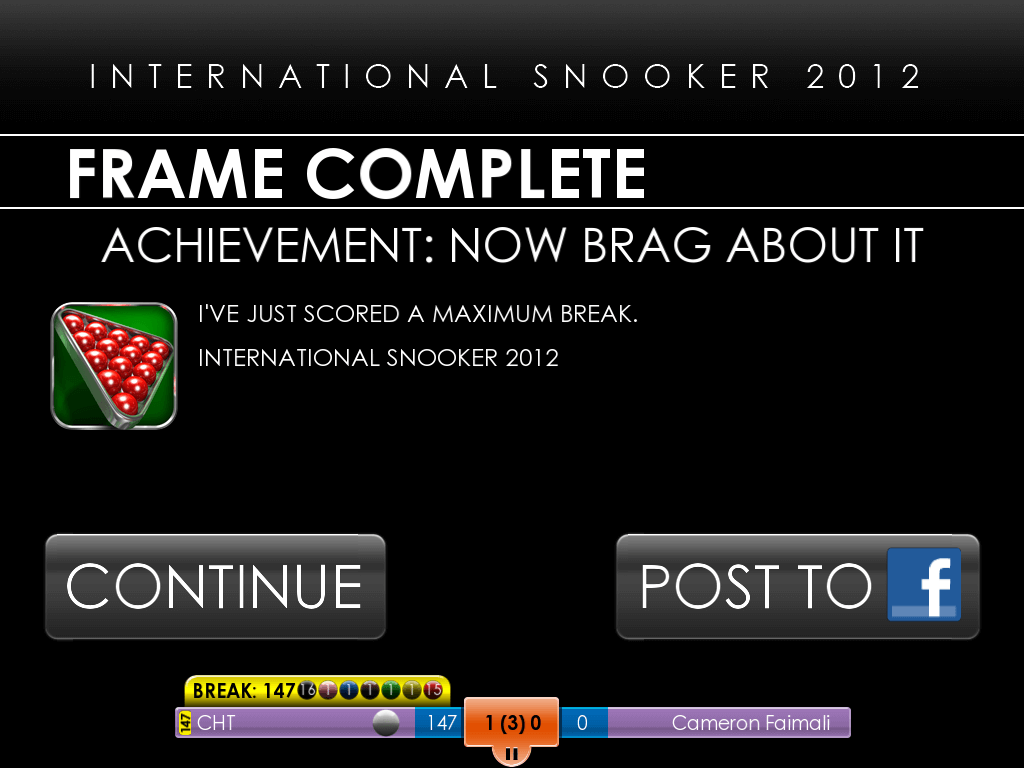 INTERNATIONAL SNOOKER 2012
FRAME COMPLETE
ACHIEVEMENT: NOW BRAG ABOUT IT
I'VE JUST SCORED A MAXIMUM BREAK.
INTERNATIONAL SNOOKER 2012
CONTINUE
POST TO f
BREAK: 147 16 1 1 1 1 1 15
147 CHT 147 1 (3) 0 0 Cameron Faimali